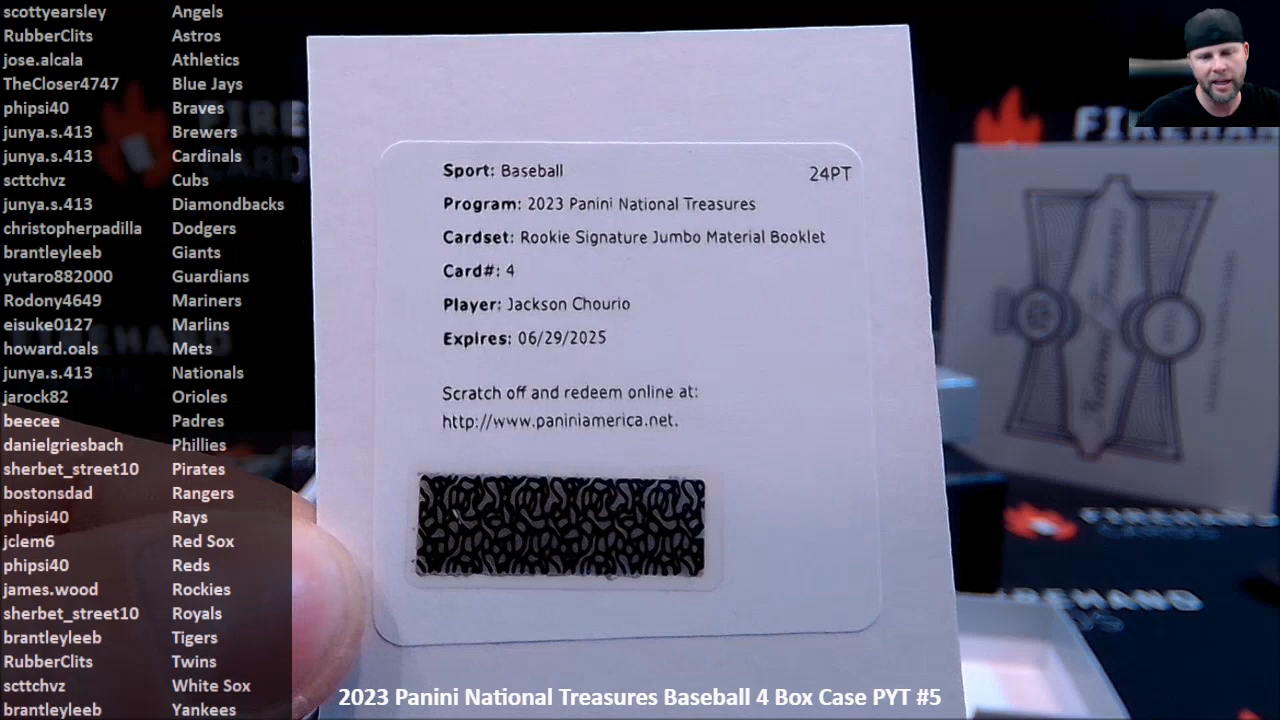 scottyearsley Angels
RubberClits Astros
jose.alcala Athletics
TheCloser4747 Blue Jays
phipsi40 Braves
junya.s.413 Brewers
junya.s.413 Cardinals
scttchvz Cubs
junya.s.413 Diamondbacks
christopherpadilla Dodgers
brantleyleeb Giants
yutaro882000 Guardians
Rodony4649 Mariners
eisuke0127 Marlins
howard.oals Mets
junya.s.413 Nationals
jarock82 Orioles
beecee Padres
danielgriesbach Phillies
sherbet_street10 Pirates
bostonsdad Rangers
phipsi40 Rays
jclem6 Red Sox
phipsi40 Reds
james.wood Rockies
sherbet_street10 Royals
brantleyleeb Tigers
RubberClits Twins
scttchvz White Sox
brantleyleeb Yankees
Sport: Baseball
24PT
Program: 2023 Panini National Treasures
Cardset: Rookie Signature Jumbo Material Booklet
Card#: 4
Player: Jackson Chourio
Expires: 06/29/2025
Scratch off and redeem online at:
http://www.paniniamerica.net.
National Treasures
2023 Panini National Treasures Baseball 4 Box Case PYT #5